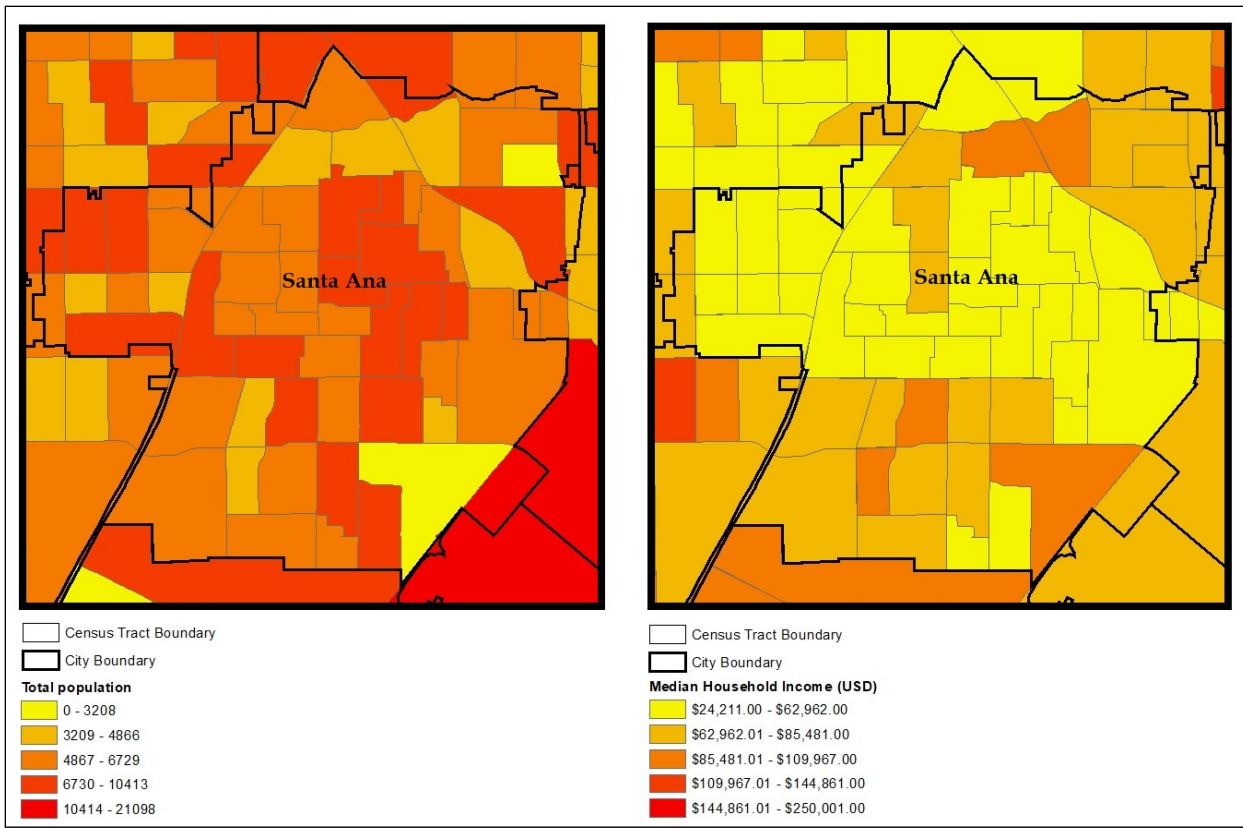 Santa Ana
Census Tract Boundary
City Boundary
Total population
0 - 3208
3209 - 4866
4867 - 6729
6730 - 10413
10414 - 21098
Santa Ana
Census Tract Boundary
City Boundary
Median Household Income (USD)
$24,211.00 - $62,962.00
$62,962.01 - $85,481.00
$85,481.01 - $109,967.00
$109,967.01 - $144,861.00
$144,861.01 - $250,001.00